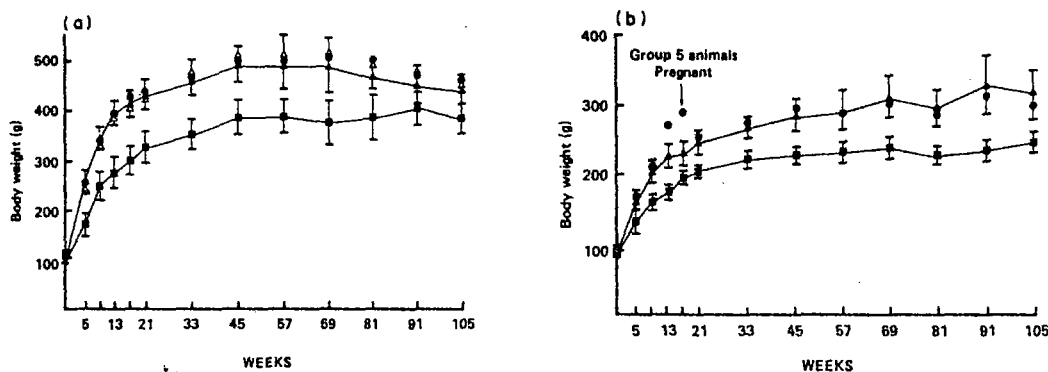 (a)
Body weight (g)
500
400
300
200
100
5 13 21 33 45 57 69 81 91 105
WEEKS
(b)
Group 5 animals
Pregnant
Body weight (g)
400
300
200
100
5 13 21 33 45 57 69 81 91 105
WEEKS